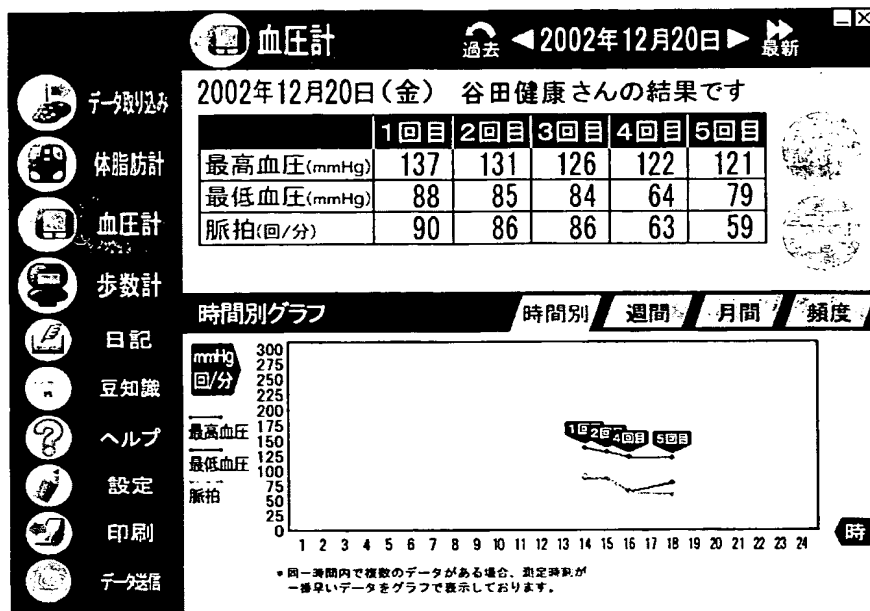 血圧計
過去 ◀2002年12月20日▶ 最新
データ取り込み
体脂肪計
血圧計
歩数計
日記
豆知識
ヘルプ
設定
印刷
データ送信
2002年12月20日(金) 谷田健康さんの結果です
1回目 2回目 3回目 4回目 5回目
最高血圧(mmHg) 137 131 126 122 121
最低血圧(mmHg) 88 85 84 64 79
脈拍(回/分) 90 86 86 63 59
時間別グラフ 時間別 週間 月間 頻度
mmHg
回/分
最高血圧
最低血圧
脈拍
300
275
250
225
200
175
150
125
100
75
50
25
0
1回目 2回目 4回目 5回目
1 2 3 4 5 6 7 8 9 10 11 12 13 14 15 16 17 18 19 20 21 22 23 24 時
*同一時間内で複数のデータがある場合、測定時刻が
一番早いデータをグラフで表示しております。